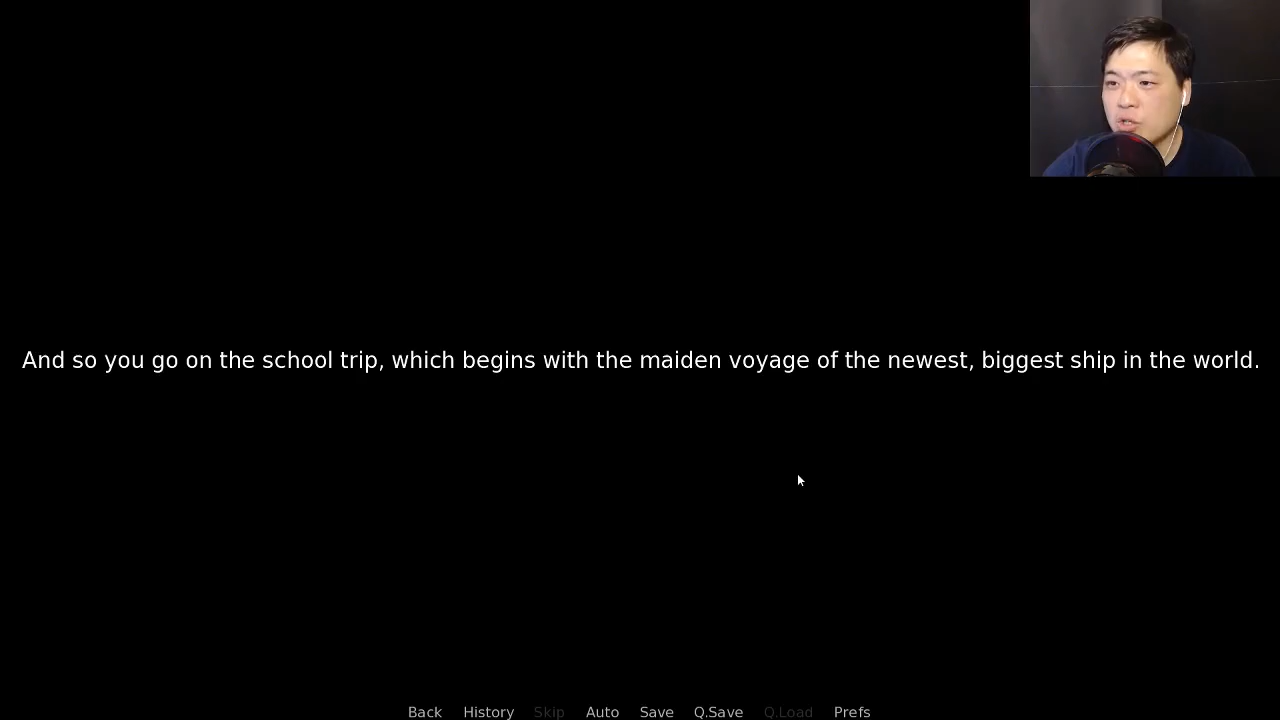 And so you go on the school trip, which begins with the maiden voyage of the newest, biggest ship in the world.
Back History Skip Auto Save Q.Save Q.Load Prefs